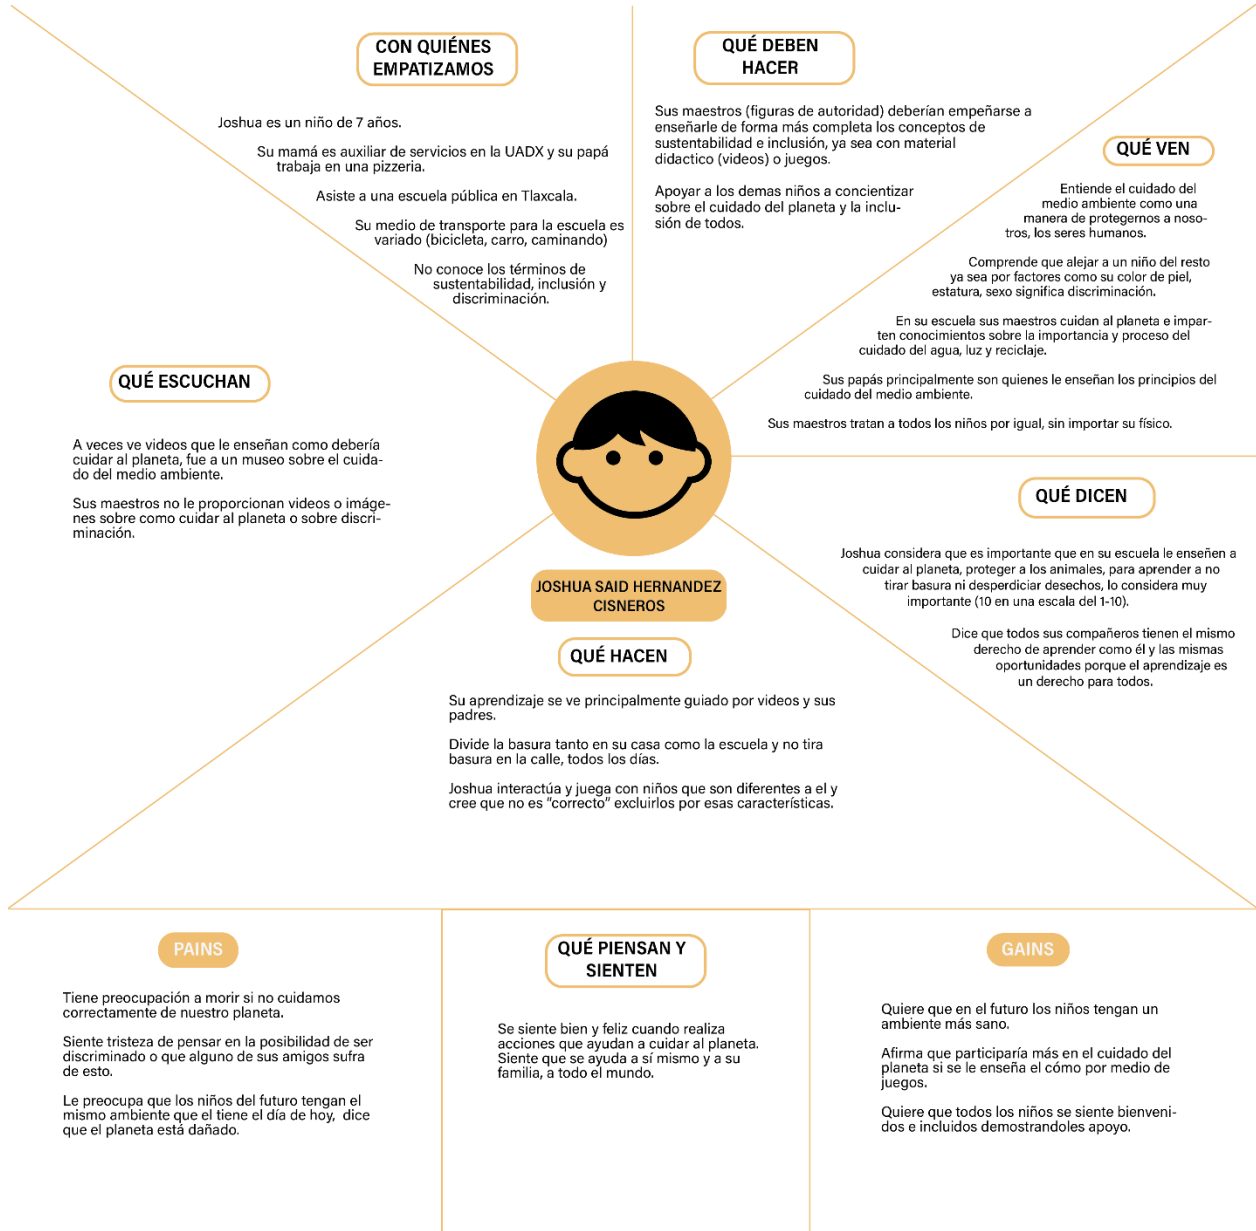 CON QUIÉNES
EMPATIZAMOS
Joshua es un niño de 7 años.
Su mamá es auxiliar de servicios en la UADX y su papá
trabaja en una pizzeria.
Asiste a una escuela pública en Tlaxcala.
Su medio de transporte para la escuela es
variado (bicicleta, carro, caminando)
No conoce los términos de
sustentabilidad, inclusión y
discriminación.
QUÉ DEBEN
HACER
Sus maestros (figuras de autoridad) deberían empeñarse a
enseñarle de forma más completa los conceptos de
sustentabilidad e inclusión, ya sea con material
didactico (videos) o juegos.
Apoyar a los demas niños a concientizar
sobre el cuidado del planeta y la inclu-
sión de todos.
QUÉ VEN
Entiende el cuidado del
medio ambiente como una
manera de protegernos a noso-
tros, los seres humanos.
Comprende que alejar a un niño del resto
ya sea por factores como su color de piel,
estatura, sexo significa discriminación.
En su escuela sus maestros cuidan al planeta e impar-
ten conocimientos sobre la importancia y proceso del
cuidado del agua, luz y reciclaje.
Sus papás principalmente son quienes le enseñan los principios del
cuidado del medio ambiente.
Sus maestros tratan a todos los niños por igual, sin importar su físico.
QUÉ ESCUCHAN
A veces ve videos que le enseñan como debería
cuidar al planeta, fue a un museo sobre el cuida-
do del medio ambiente.
Sus maestros no le proporcionan videos o imáge-
nes sobre como cuidar al planeta o sobre discri-
minación.
QUÉ DICEN
Joshua considera que es importante que en su escuela le enseñen a
cuidar al planeta, proteger a los animales, para aprender a no
tirar basura ni desperdiciar desechos, lo considera muy
importante (10 en una escala del 1-10).
Dice que todos sus compañeros tienen el mismo
derecho de aprender como él y las mismas
oportunidades porque el aprendizaje es
un derecho para todos.
JOSHUA SAID HERNANDEZ
CISNEROS
QUÉ HACEN
Su aprendizaje se ve principalmente guiado por videos y sus
padres.
Divide la basura tanto en su casa como la escuela y no tira
basura en la calle, todos los días.
Joshua interactúa y juega con niños que son diferentes a el y
cree que no es "correcto" excluirlos por esas características.
PAINS
Tiene preocupación a morir si no cuidamos
correctamente de nuestro planeta.
Siente tristeza de pensar en la posibilidad de ser
discriminado o que alguno de sus amigos sufra
de esto.
Le preocupa que los niños del futuro tengan el
mismo ambiente que el tiene el día de hoy, dice
que el planeta está dañado.
QUÉ PIENSAN Y
SIENTEN
Se siente bien y feliz cuando realiza
acciones que ayudan a cuidar al planeta.
Siente que se ayuda a sí mismo y a su
familia, a todo el mundo.
GAINS
Quiere que en el futuro los niños tengan un
ambiente más sano.
Afirma que participaría más en el cuidado del
planeta si se le enseña el cómo por medio de
juegos.
Quiere que todos los niños se siente bienveni-
dos e incluidos demostrandoles apoyo.